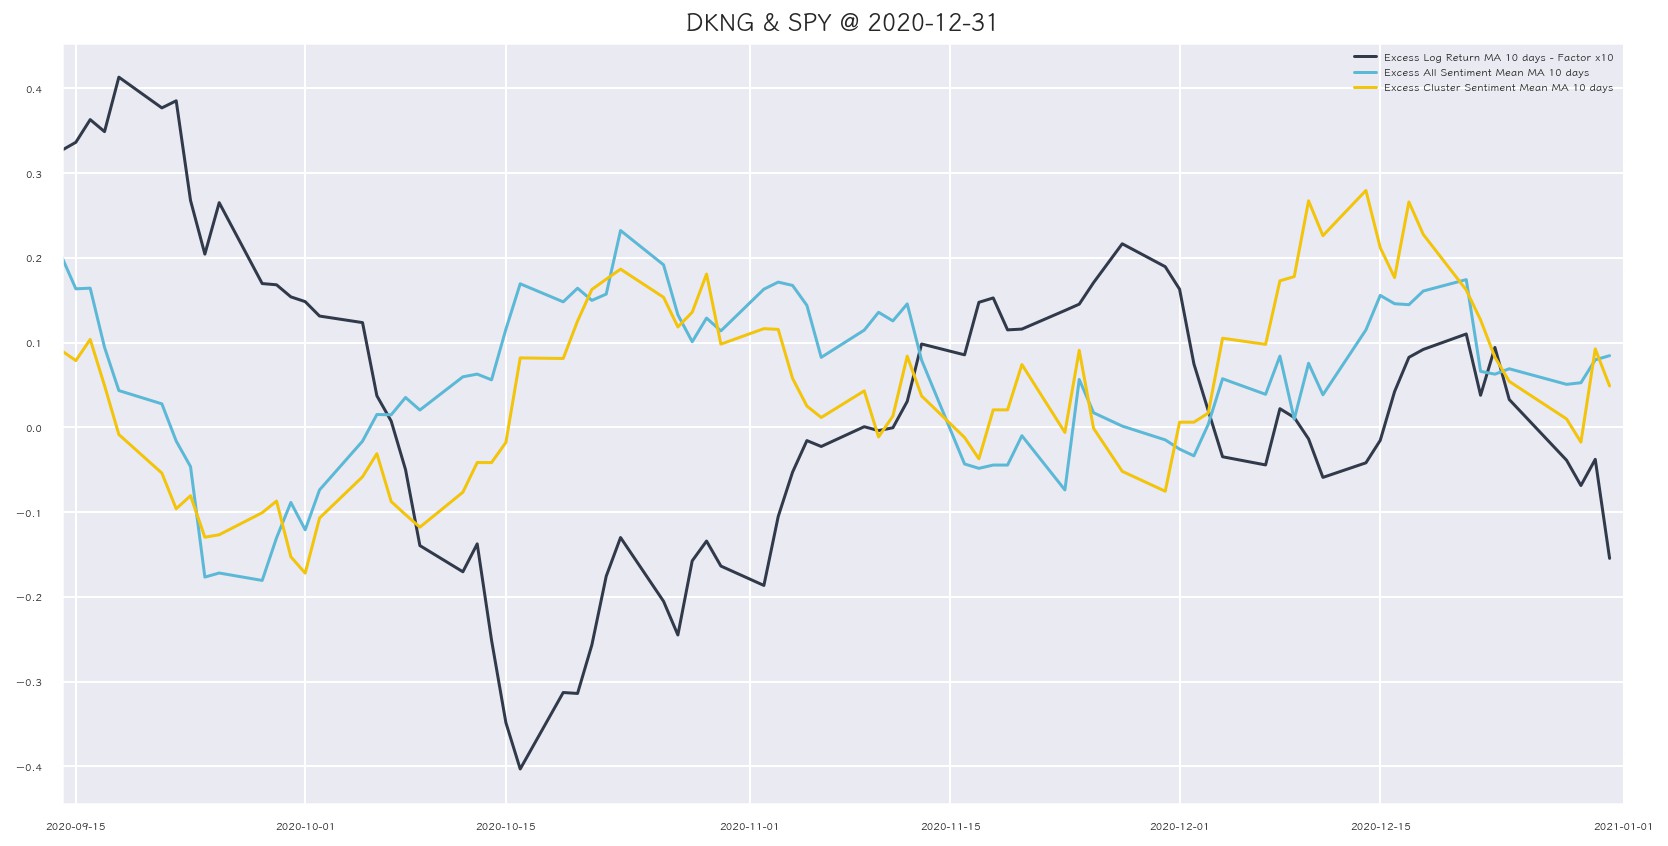 DKNG & SPY @ 2020-12-31
Excess Log Return MA 10 days - Factor x10
Excess All Sentiment Mean MA 10 days
Excess Cluster Sentiment Mean MA 10 days
0.4
0.3
0.2
0.1
0.0
−0.1
−0.2
−0.3
−0.4
2020-09-15 2020-10-01 2020-10-15 2020-11-01 2020-11-15 2020-12-01 2020-12-15 2021-01-01